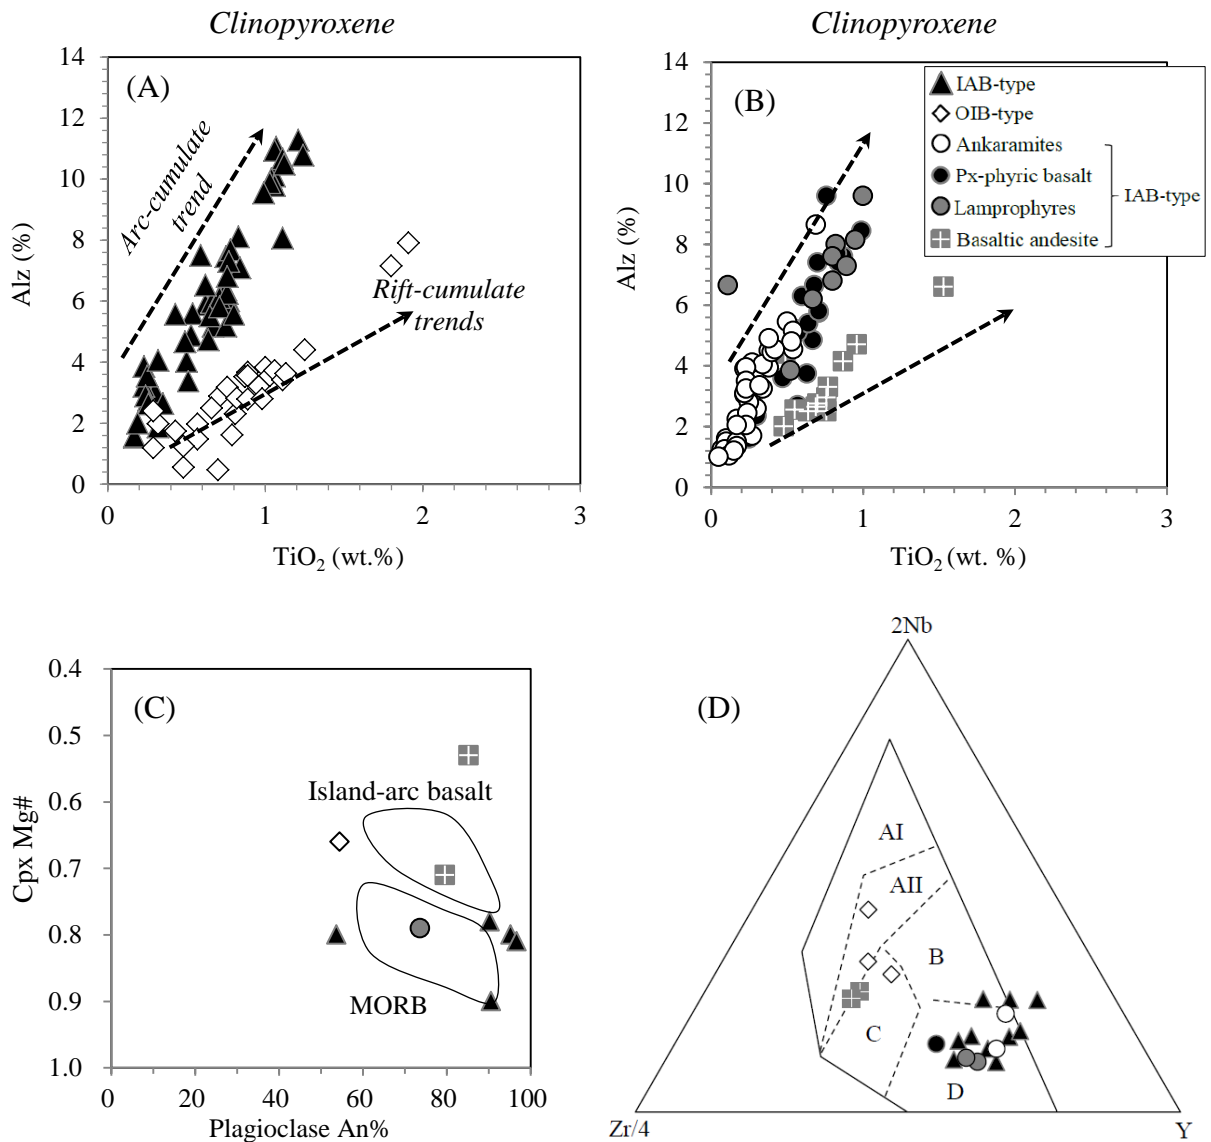 Clinopyroxene
(A)
14
12
10
8
6
4
2
0
Alz (%)
Arc-cumulate
trend
Rift-cumulate
trends
0
1
2
3
TiO2 (wt.%)
Clinopyroxene
(B)
14
12
10
8
6
4
2
0
Alz (%)
IAB-type
OIB-type
Ankaramites
Px-phyric basalt
Lamprophyres
Basaltic andesite
IAB-type
0
1
2
3
TiO2 (wt. %)
(C)
0.4
0.5
0.6
0.7
0.8
0.9
1.0
Cpx Mg#
Island-arc basalt
MORB
0
20
40
60
80
100
Plagioclase An%
(D)
2Nb
AI
AII
B
C
D
Zr/4
Y